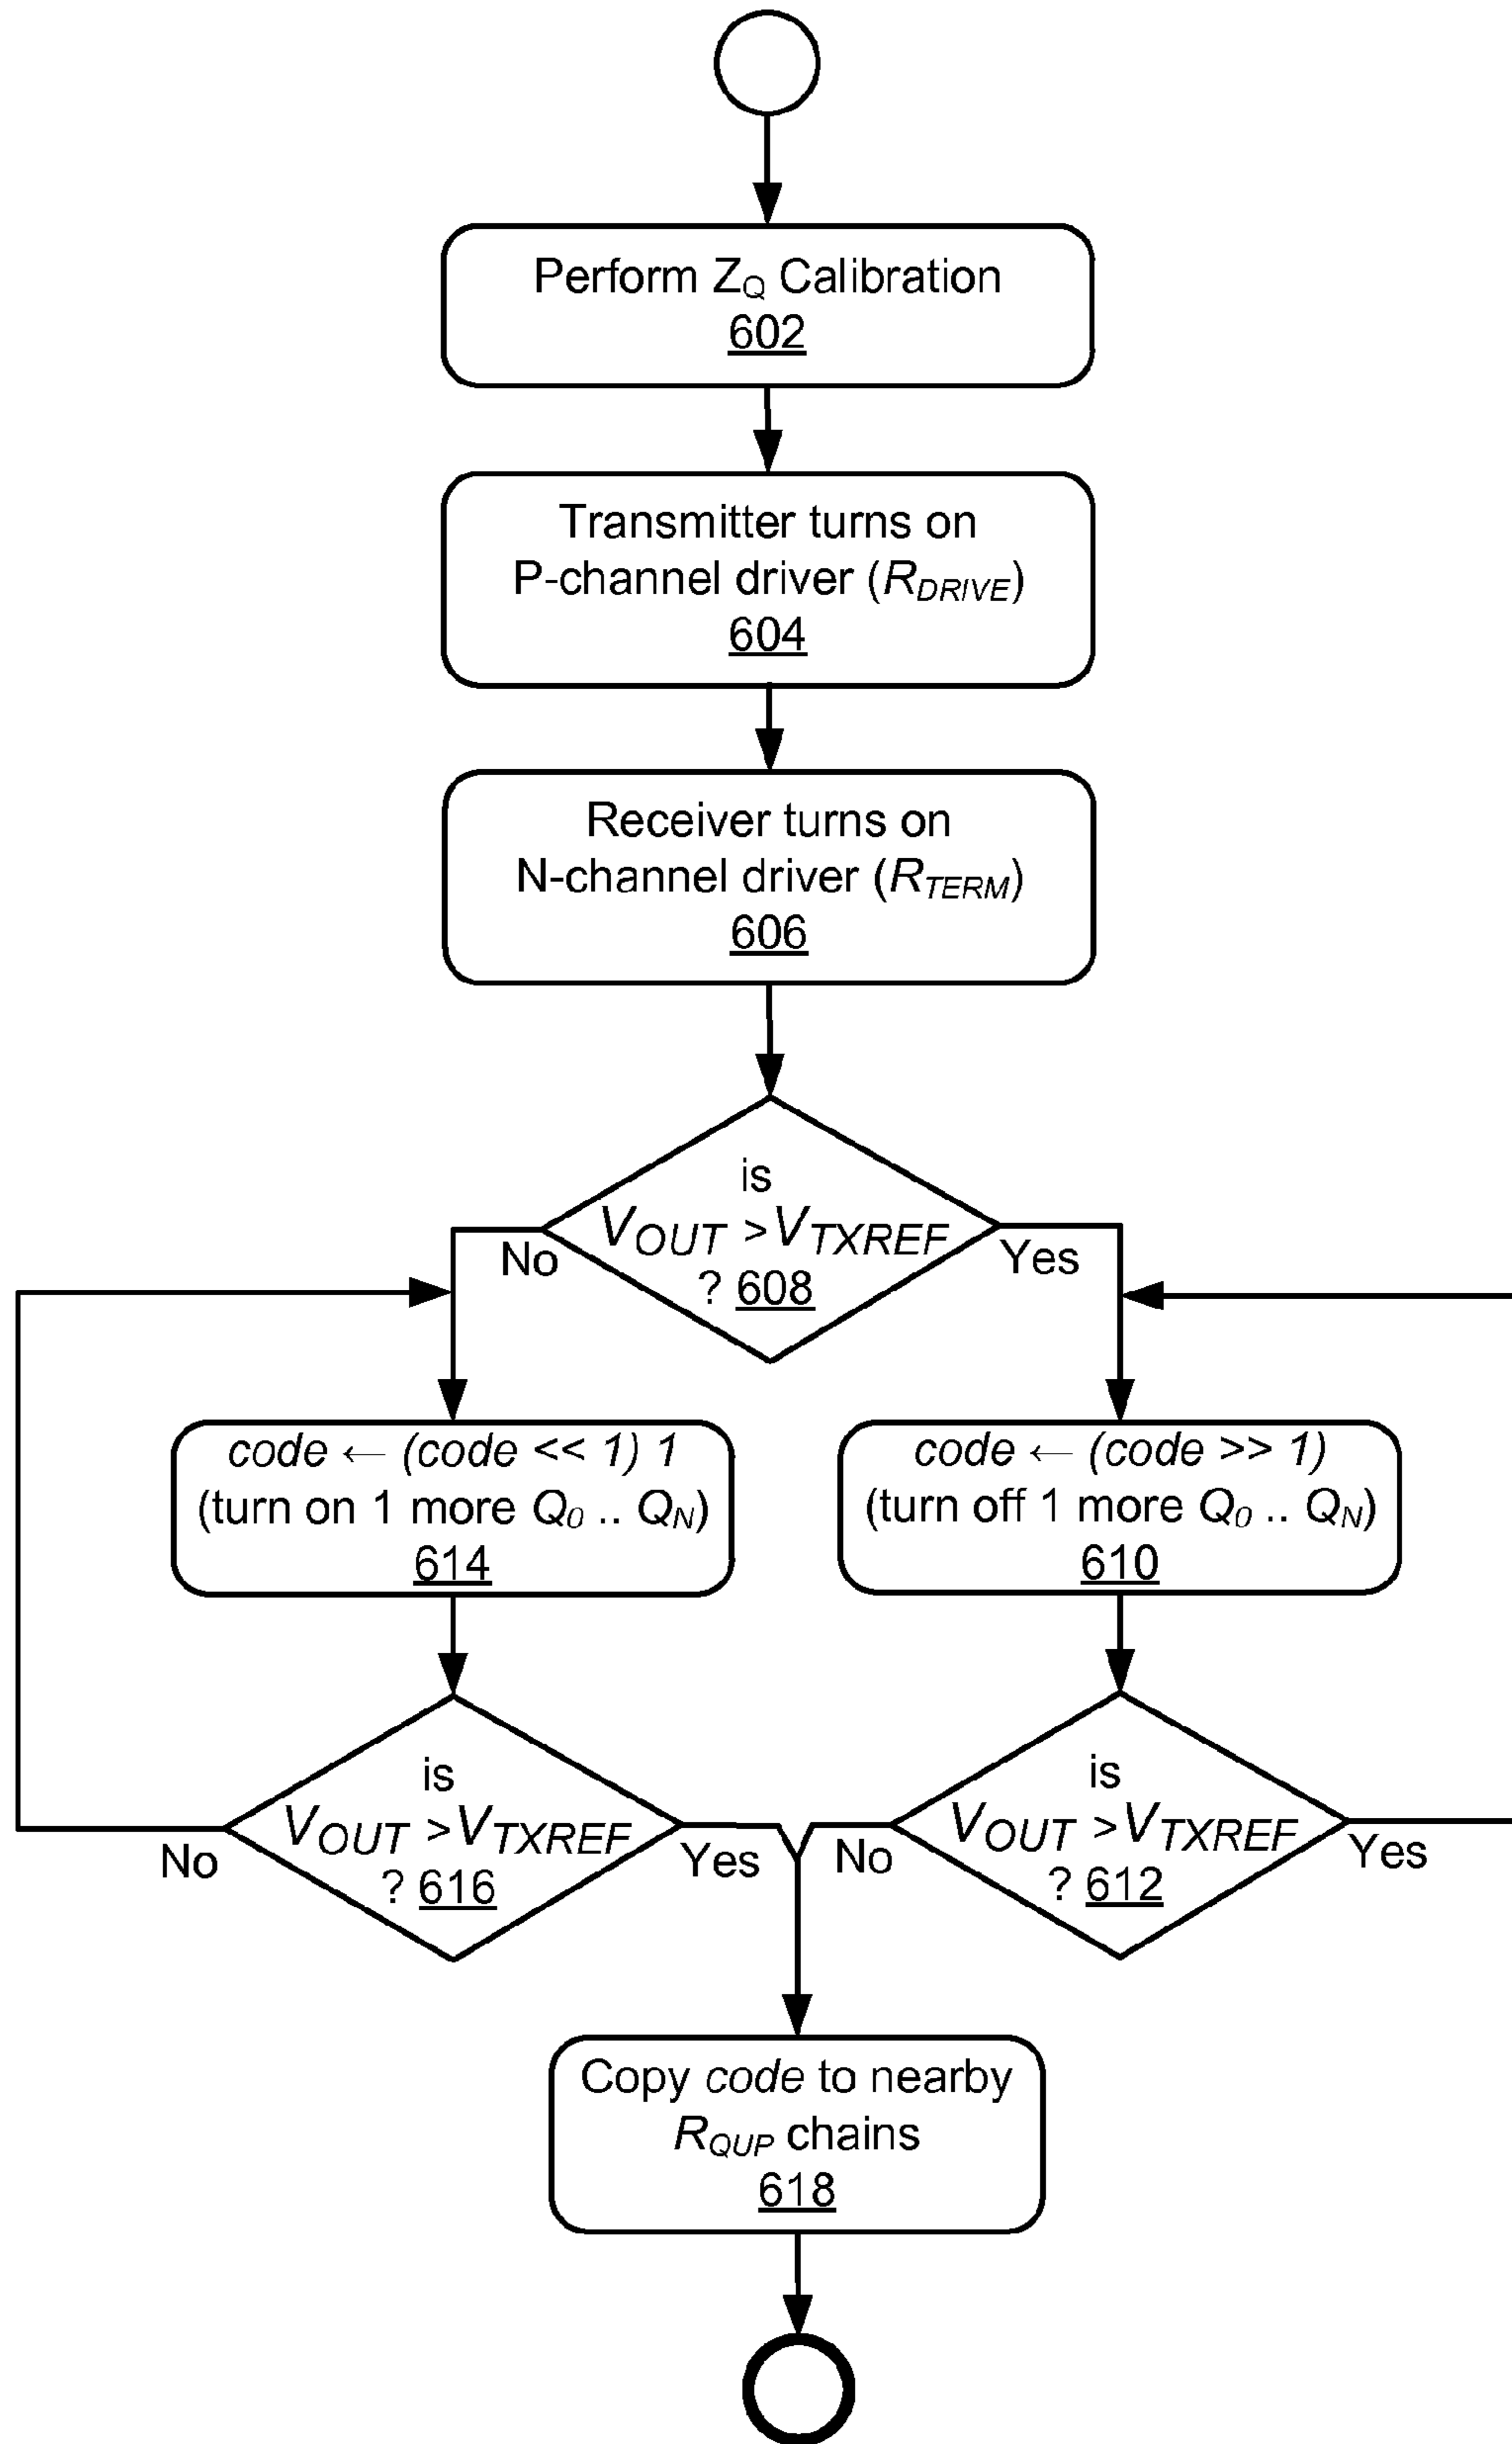 Perform ZQ Calibration
602
Transmitter turns on
P-channel driver (RDRIVE)
604
Receiver turns on
N-channel driver (RTERM)
606
is
VOUT >VTXREF
? 608
No
Yes
code ← (code << 1) 1
(turn on 1 more Q0 .. QN)
614
code ← (code >> 1)
(turn off 1 more Q0 .. QN)
610
is
VOUT >VTXREF
? 616
No
Yes
is
VOUT >VTXREF
? 612
No
Yes
Copy code to nearby
RQUP chains
618